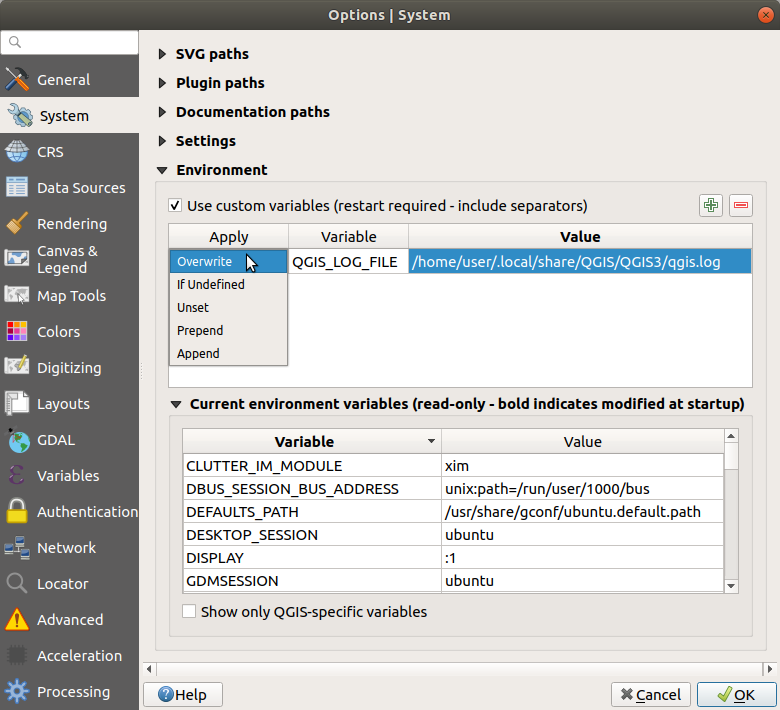 Options | System
General
System
CRS
Data Sources
Rendering
Canvas &
Legend
Map Tools
Colors
Digitizing
Layouts
GDAL
Variables
Authentication
Network
Locator
Advanced
Acceleration
Processing
SVG paths
Plugin paths
Documentation paths
Settings
Environment
Use custom variables (restart required - include separators)
Apply Variable Value
Overwrite QGIS_LOG_FILE /home/user/.local/share/QGIS/QGIS3/qgis.log
If Undefined
Unset
Prepend
Append
Current environment variables (read-only - bold indicates modified at startup)
Variable Value
CLUTTER_IM_MODULE xim
DBUS_SESSION_BUS_ADDRESS unix:path=/run/user/1000/bus
DEFAULTS_PATH /usr/share/gconf/ubuntu.default.path
DESKTOP_SESSION ubuntu
DISPLAY :1
GDMSESSION ubuntu
Show only QGIS-specific variables
Help Cancel OK